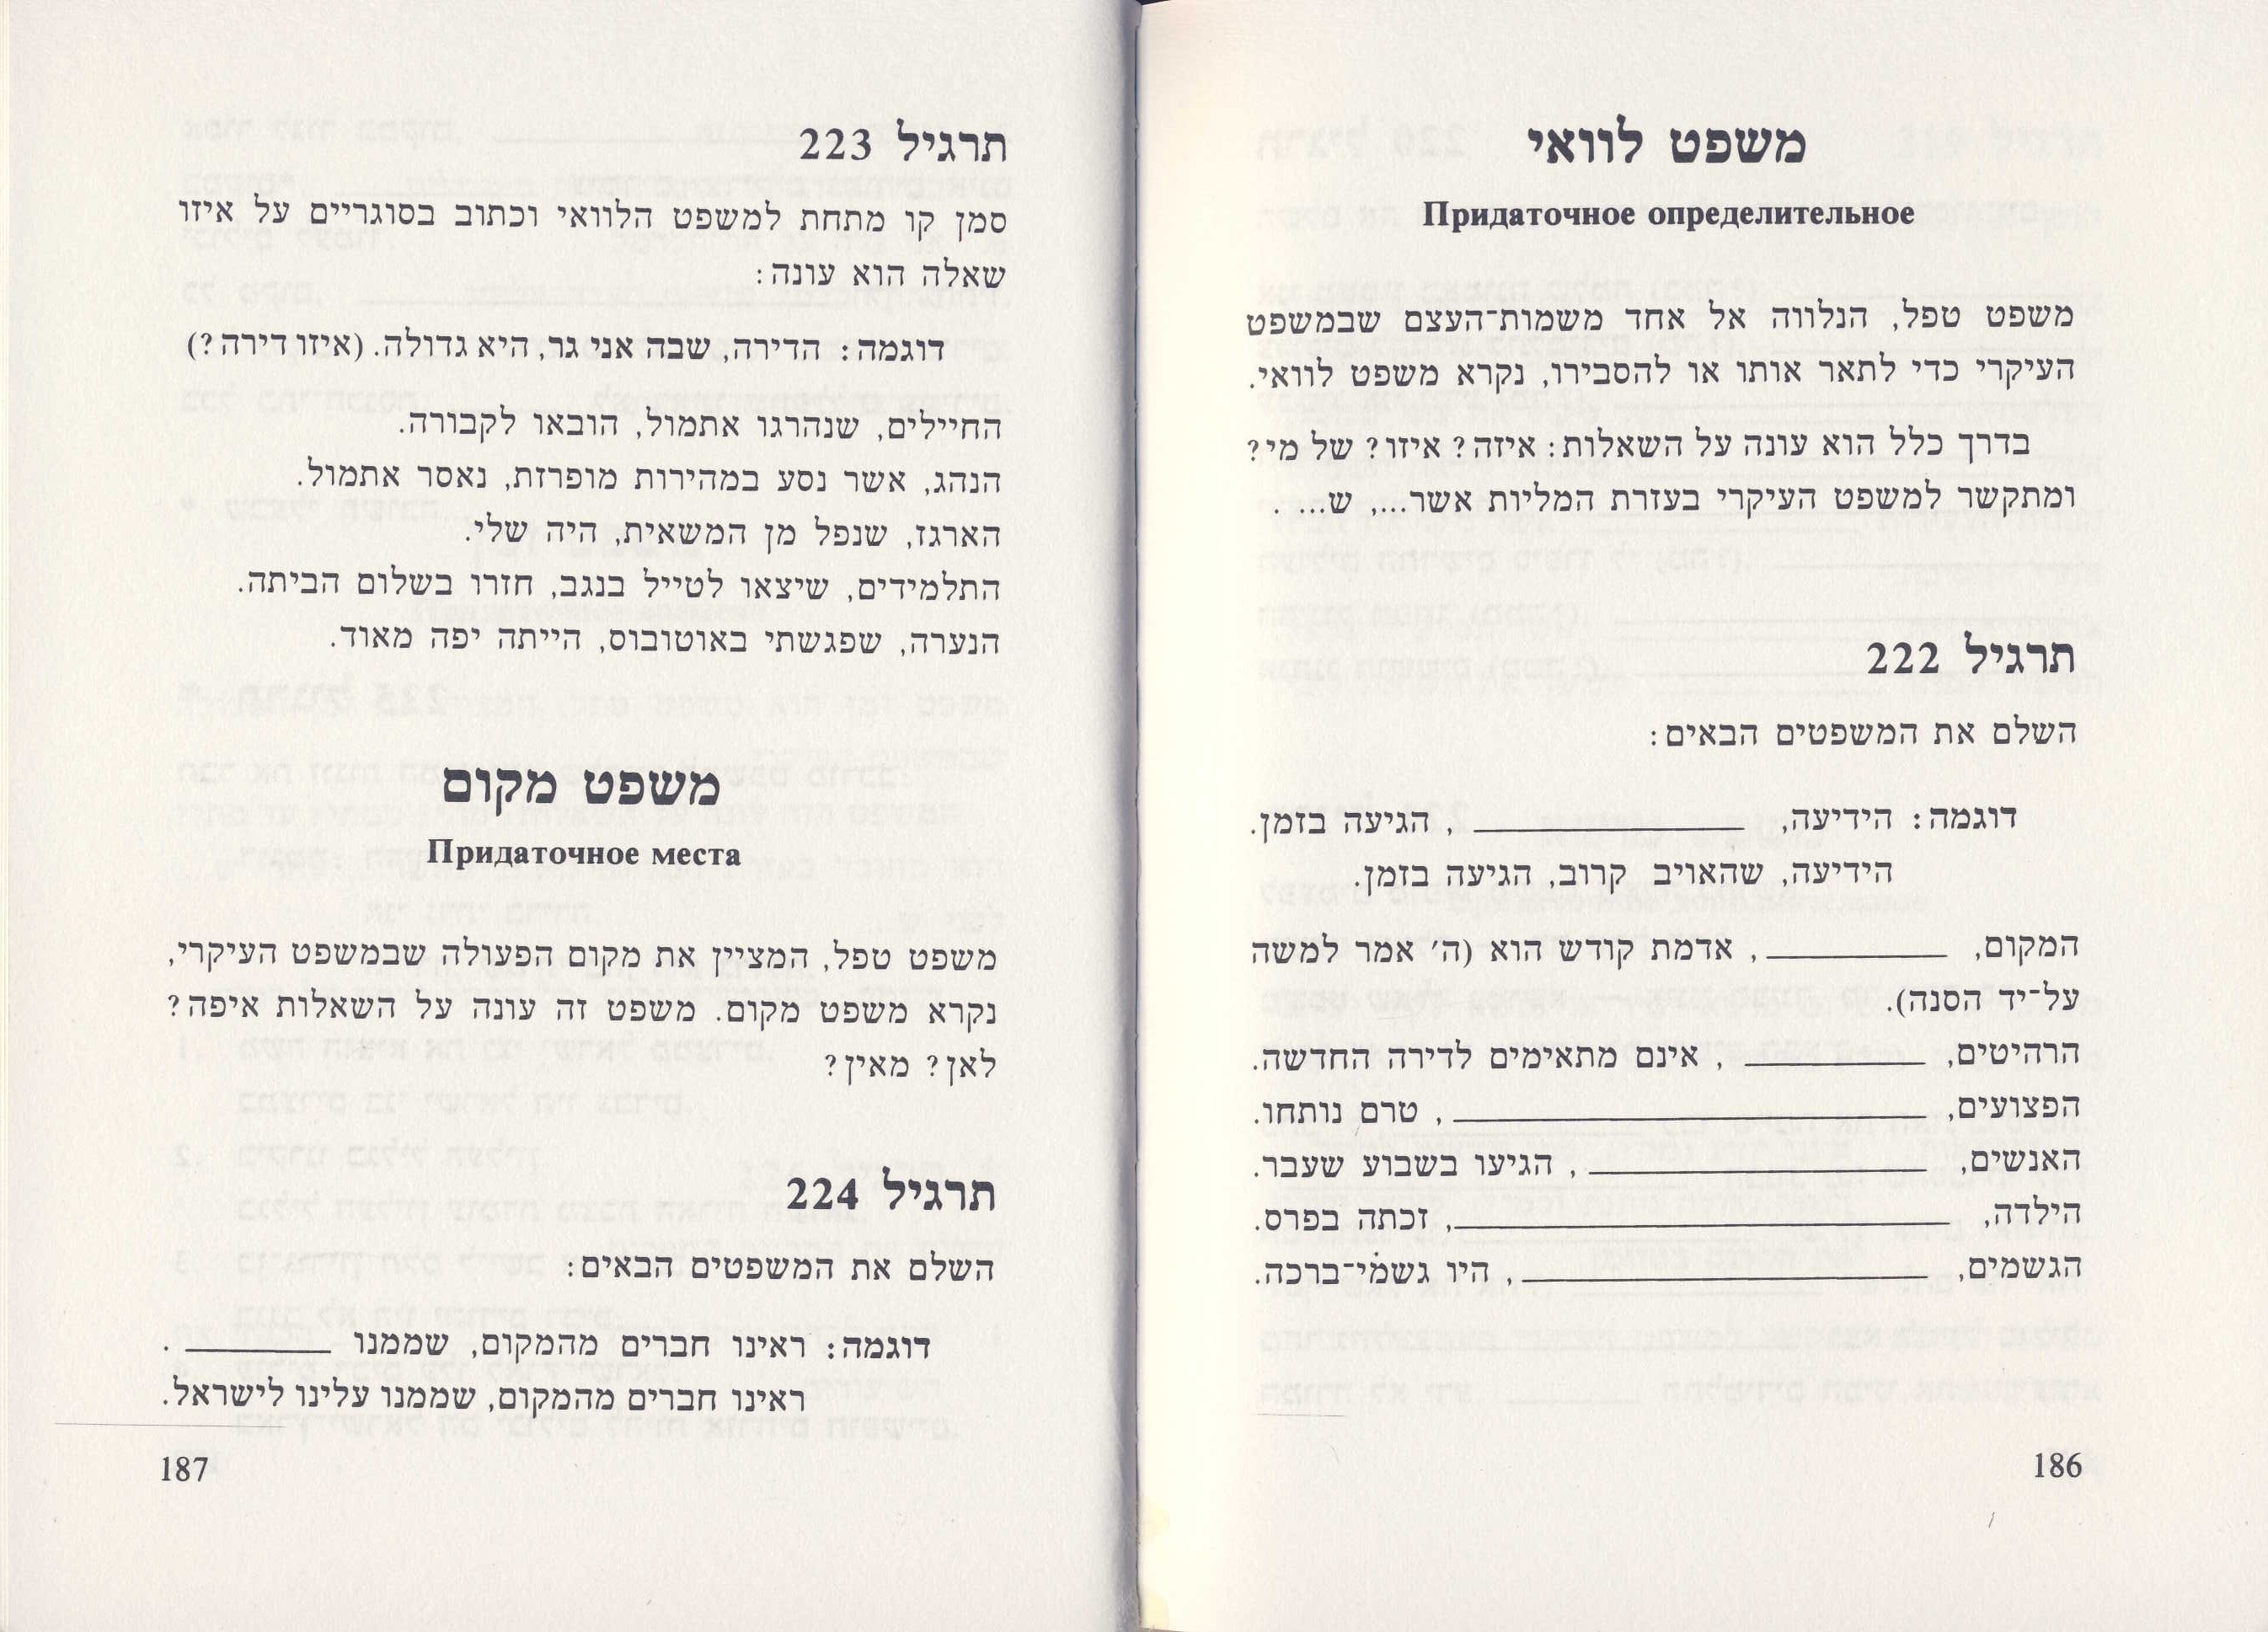 משפט לוואי
Придаточное определительное
משפט טפל, הנלווה אל אחד משמות־העצם שבמשפט
העיקרי כדי לתאר אותו או להסבירו, נקרא משפט לוואי.
בדרך כלל הוא עונה על השאלות: איזה? איזו? של מי?
ומתקשר למשפט העיקרי בעזרת המליות אשר..., ש... .
תרגיל 222
השלם את המשפטים הבאים:
דוגמה: הידיעה, ________, הגיעה בזמן.
הידיעה, שהאויב קרוב, הגיעה בזמן.
המקום, ________, אדמת קודש הוא (ה' אמר למשה
על־יד הסנה).
הרהיטים, ________, אינם מתאימים לדירה החדשה.
הפצועים, ________, טרם נותחו.
האנשים, ________, הגיעו בשבוע שעבר.
הילדה, ________, זכתה בפרס.
הגשמים, ________, היו גשמי־ברכה.
186
תרגיל 223
סמן קו מתחת למשפט הלוואי וכתוב בסוגריים על איזו
שאלה הוא עונה:
דוגמה: הדירה, שבה אני גר, היא גדולה. (איזו דירה?)
החיילים, שנהרגו אתמול, הובאו לקבורה.
הנהג, אשר נסע במהירות מופרזת, נאסר אתמול.
הארגז, שנפל מן המשאית, היה שלי.
התלמידים, שיצאו לטייל בנגב, חזרו בשלום הביתה.
הנערה, שפגשתי באוטובוס, הייתה יפה מאוד.
משפט מקום
Придаточное места
משפט טפל, המציין את מקום הפעולה שבמשפט העיקרי,
נקרא משפט מקום. משפט זה עונה על השאלות איפה?
לאן? מאין?
תרגיל 224
השלם את המשפטים הבאים:
דוגמה: ראינו חברים מהמקום, שממנו ________.
ראינו חברים מהמקום, שממנו עלינו לישראל.
187